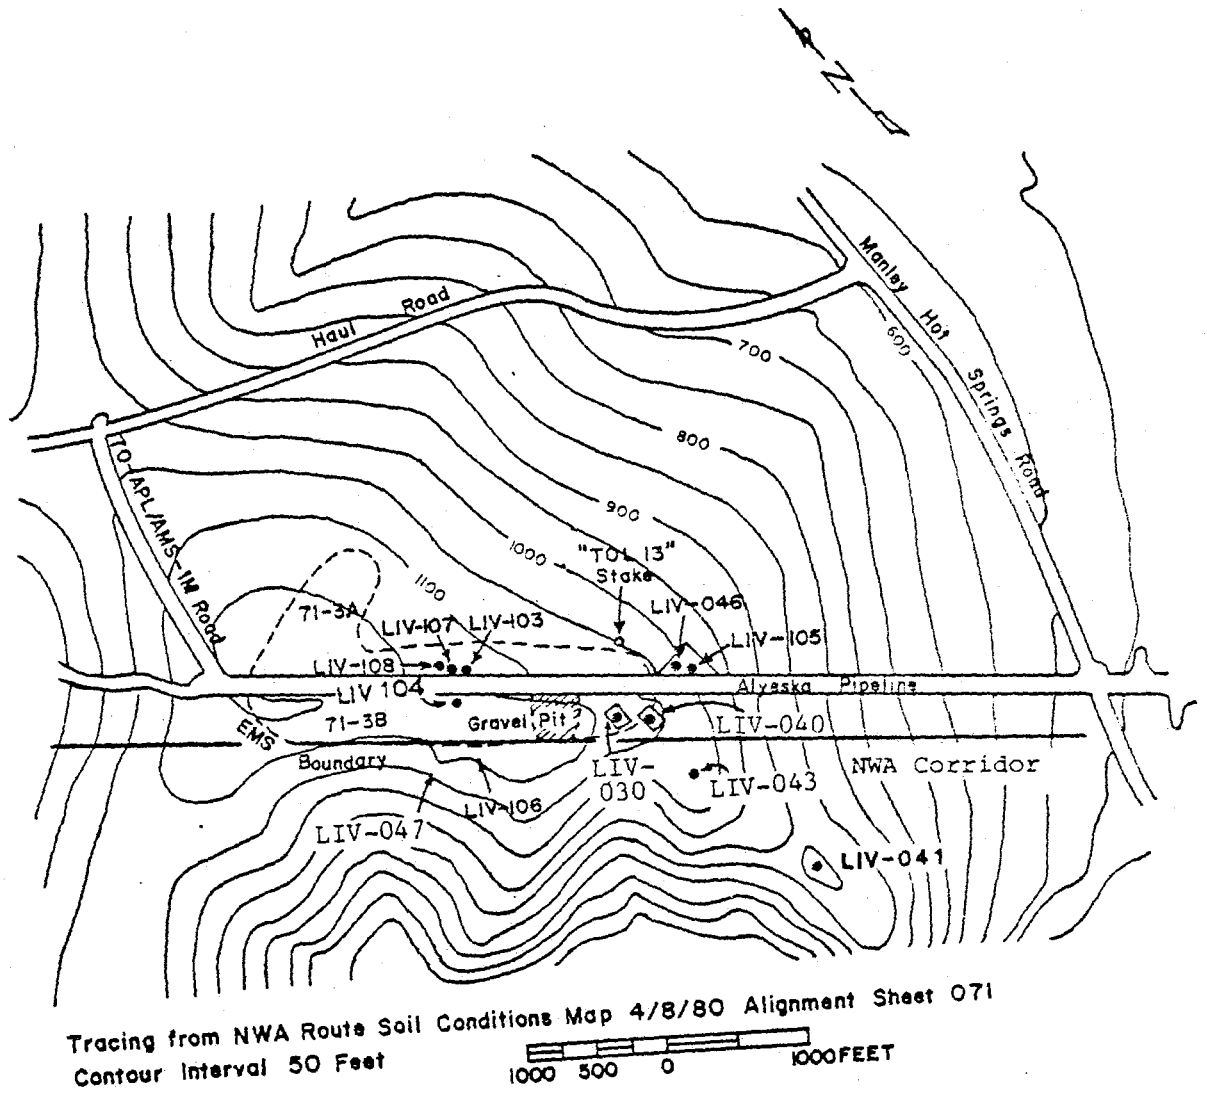 N
Manley Hot Springs Road
Haul Road
600
700
800
900
1000
1100
TO-APL/AMS-1M Road
"TOL 13"
Stake
LIV-046
71-3A
LIV-107
LIV-103
LIV-105
LIV-108
LIV 104
Alyeska Pipeline
71-3B
Gravel Pit
LIV-040
EMS
Boundary
LIV-
030
NWA Corridor
LIV-043
LIV-106
LIV-047
LIV-041
Tracing from NWA Route Soil Conditions Map 4/8/80 Alignment Sheet 071
Contour Interval 50 Feet
1000 500 0 1000 FEET